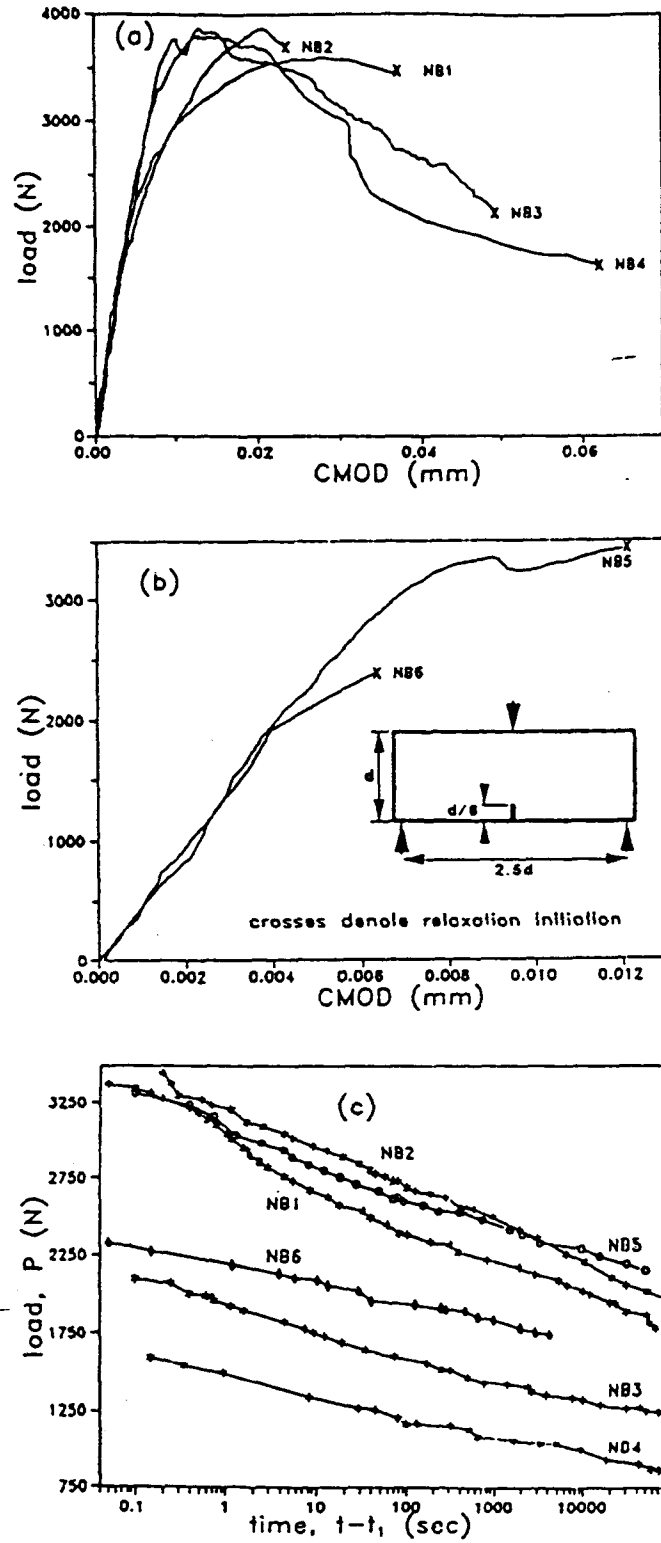 (a)
4000
3000
2000
1000
0
load (N)
NB2
NB1
NB3
NB4
0.00
0.02
0.04
0.06
CMOD (mm)
(b)
3000
2000
1000
0
load (N)
NB5
NB6
d
d/6
2.5d
crosses denote relaxation initiation
0.000
0.002
0.004
0.006
0.008
0.010
0.012
CMOD (mm)
(c)
3250
2750
2250
1750
1250
750
load, P (N)
NB2
NB1
NB5
NB6
NB3
NB4
0.1
1
10
100
1000
10000
time, t-t₁ (sec)